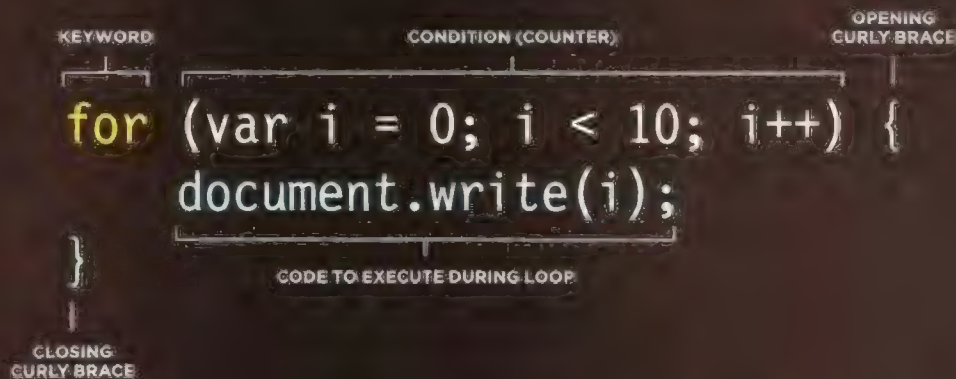 OPENING
KEYWORD CONDITION (COUNTER) CURLY BRACE
for (var i = 0; i < 10; i++) {
document.write(i);
}
CODE TO EXECUTE DURING LOOP
CLOSING
CURLY BRACE